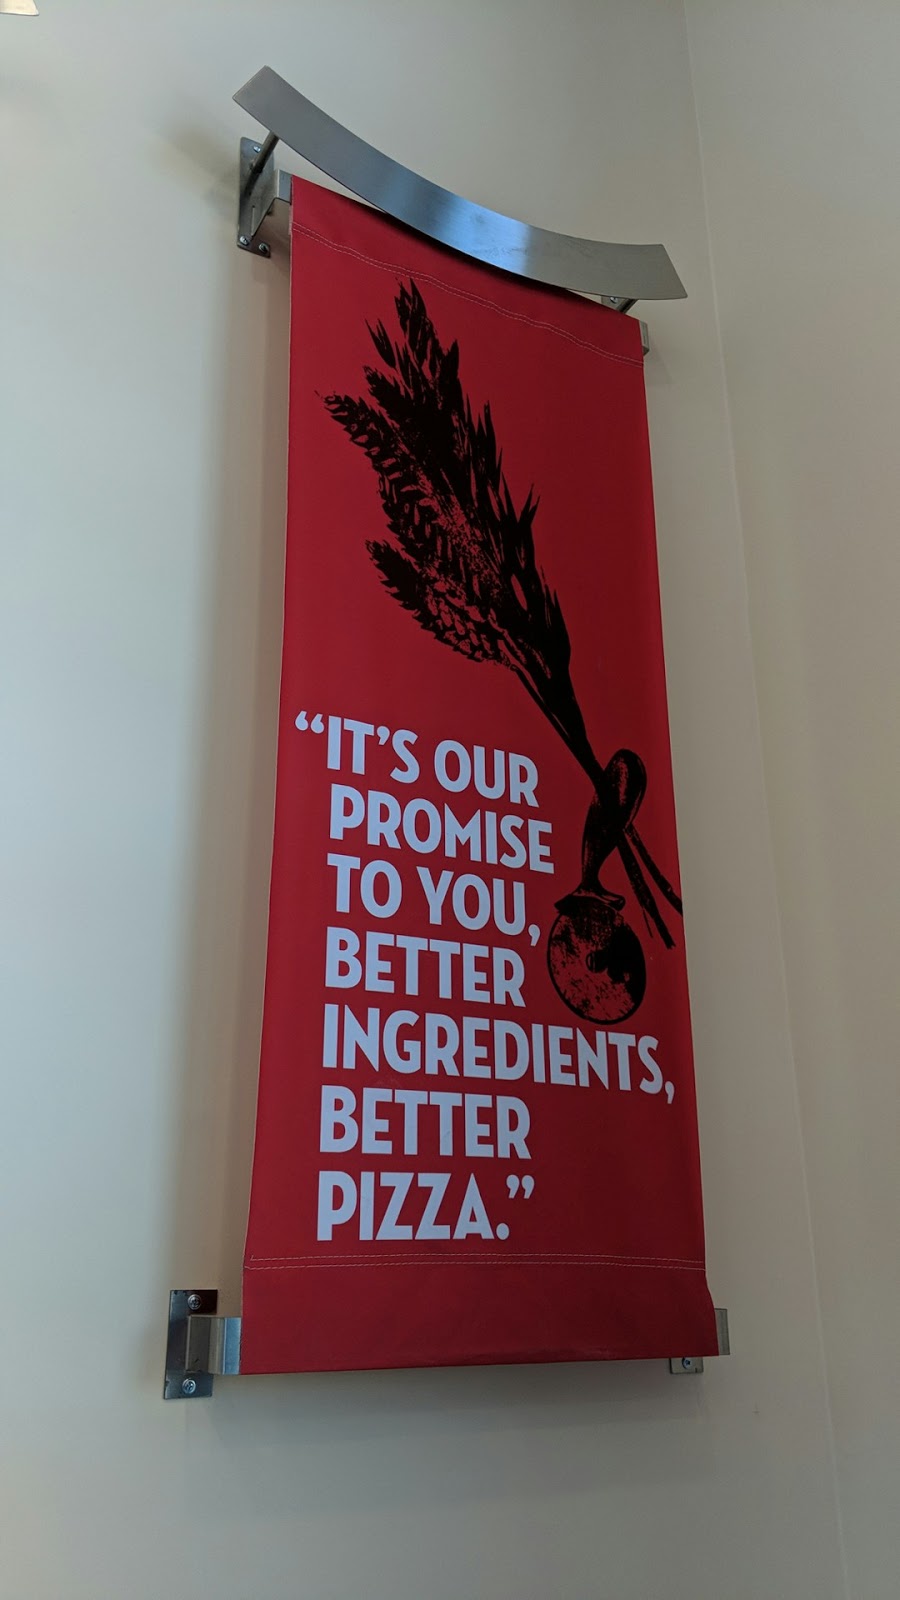 “IT’S OUR
PROMISE
TO YOU,
BETTER
INGREDIENTS,
BETTER
PIZZA.”